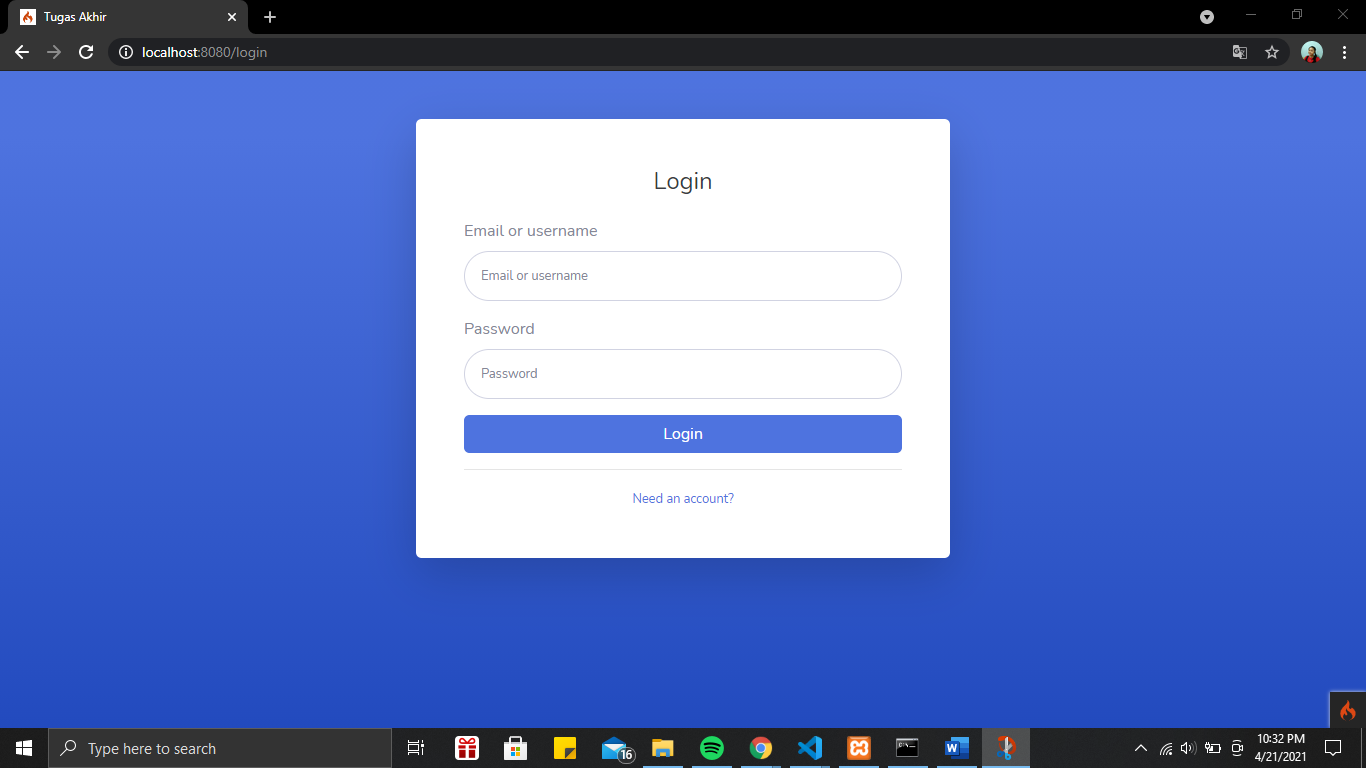 Tugas Akhir
localhost:8080/login
Login
Email or username
Email or username
Password
Password
Login
Need an account?
Type here to search
16
10:32 PM
4/21/2021